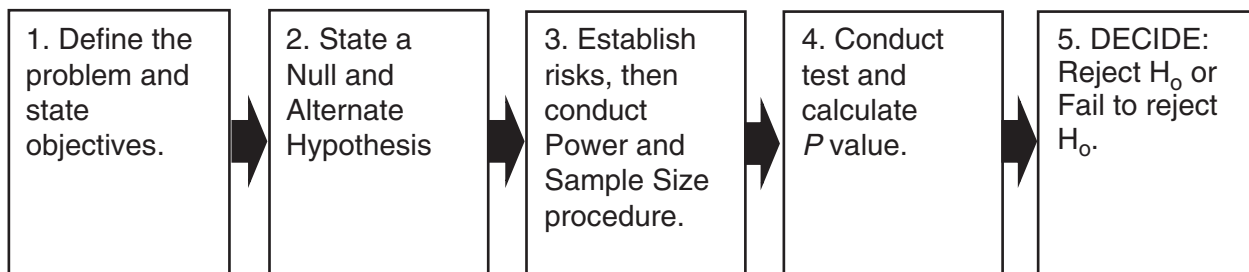 1. Define the
problem and
state
objectives.
2. State a
Null and
Alternate
Hypothesis
3. Establish
risks, then
conduct
Power and
Sample Size
procedure.
4. Conduct
test and
calculate
P value.
5. DECIDE:
Reject Hₒ or
Fail to reject
Hₒ.